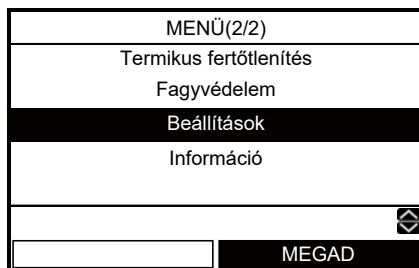 MENÜ(2/2)
Termikus fertőtlenítés
Fagyvédelem
Beállítások
Információ
MEGAD